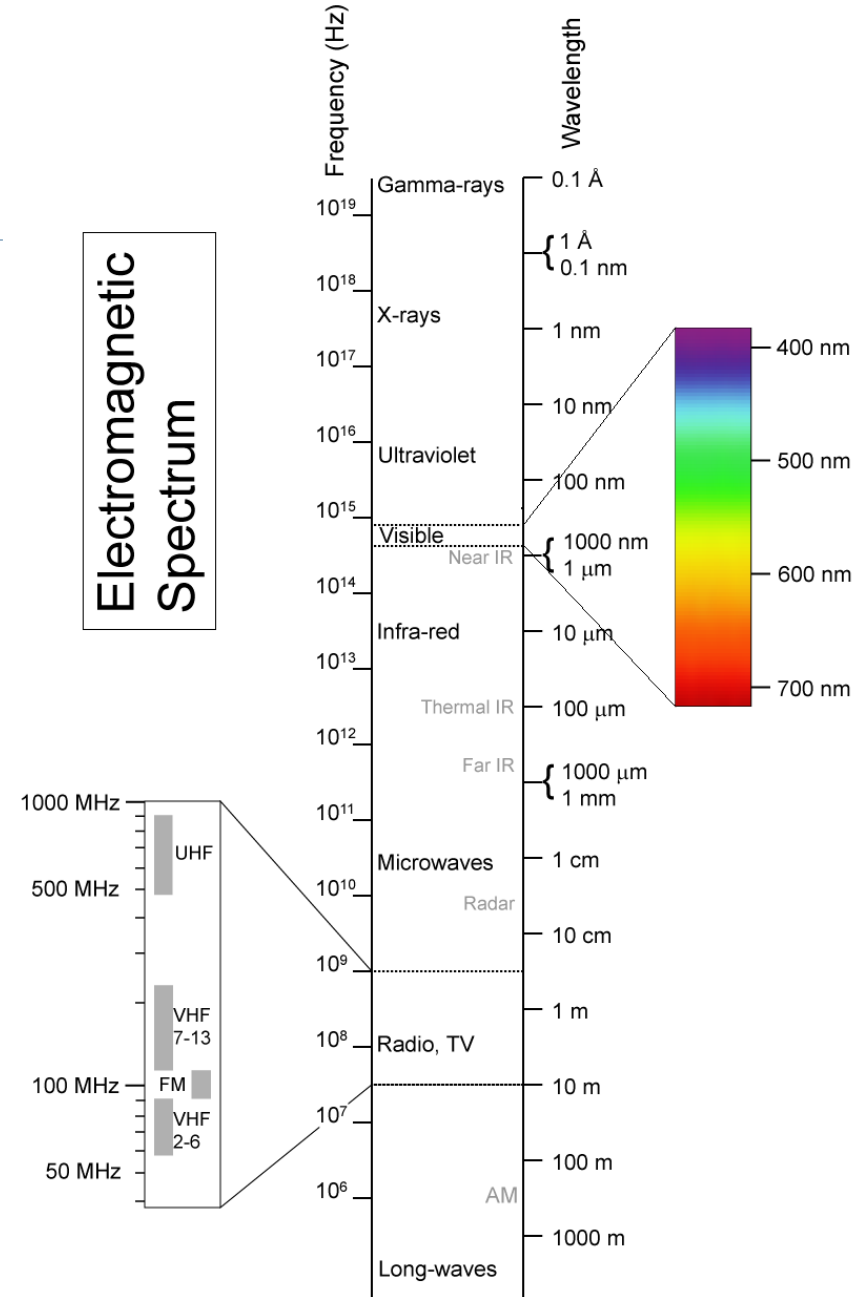 Frequency (Hz)
Wavelength
Electromagnetic
Spectrum
Gamma-rays
X-rays
Ultraviolet
Visible
Near IR
Infra-red
Thermal IR
Far IR
Microwaves
Radar
Radio, TV
AM
Long-waves
10¹⁹
10¹⁸
10¹⁷
10¹⁶
10¹⁵
10¹⁴
10¹³
10¹²
10¹¹
10¹⁰
10⁹
10⁸
10⁷
10⁶
0.1 Å
1 Å
0.1 nm
1 nm
10 nm
100 nm
1000 nm
1 μm
10 μm
100 μm
1000 μm
1 mm
1 cm
10 cm
1 m
10 m
100 m
1000 m
400 nm
500 nm
600 nm
700 nm
1000 MHz
500 MHz
100 MHz
50 MHz
UHF
VHF
7-13
FM
VHF
2-6